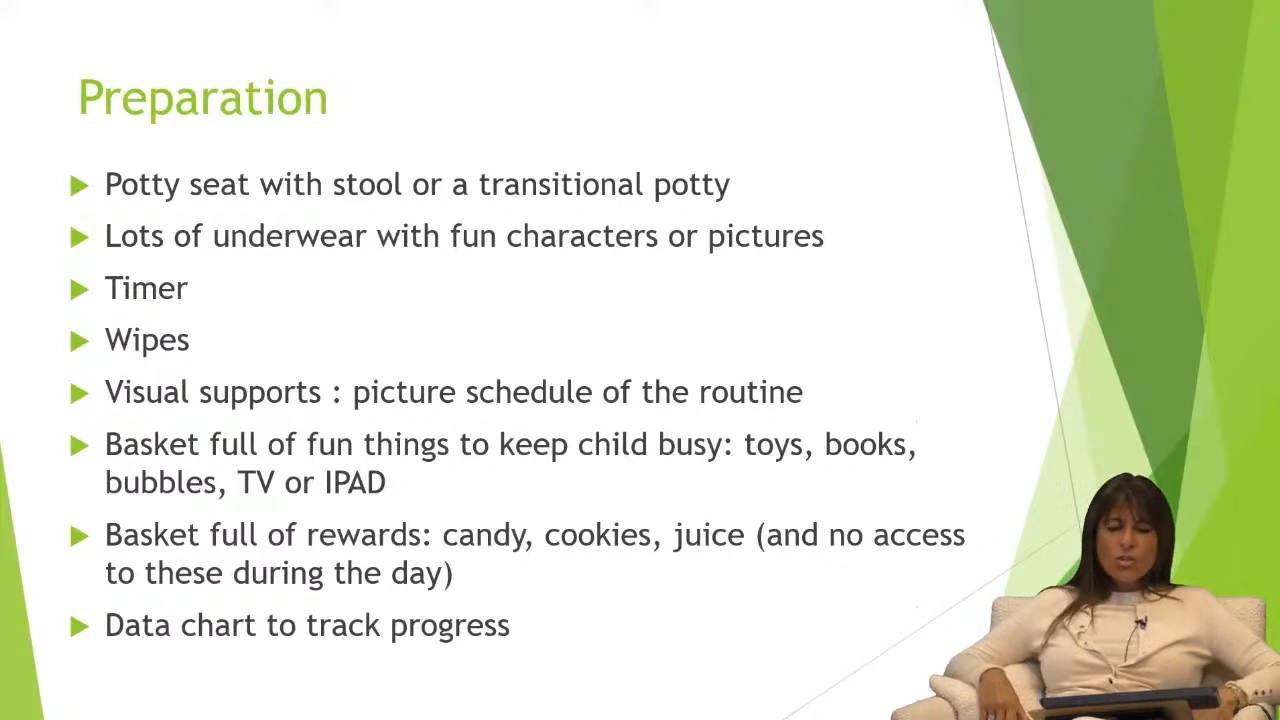 Preparation
Potty seat with stool or a transitional potty
Lots of underwear with fun characters or pictures
Timer
Wipes
Visual supports : picture schedule of the routine
Basket full of fun things to keep child busy: toys, books,
bubbles, TV or IPAD
Basket full of rewards: candy, cookies, juice (and no access
to these during the day)
Data chart to track progress